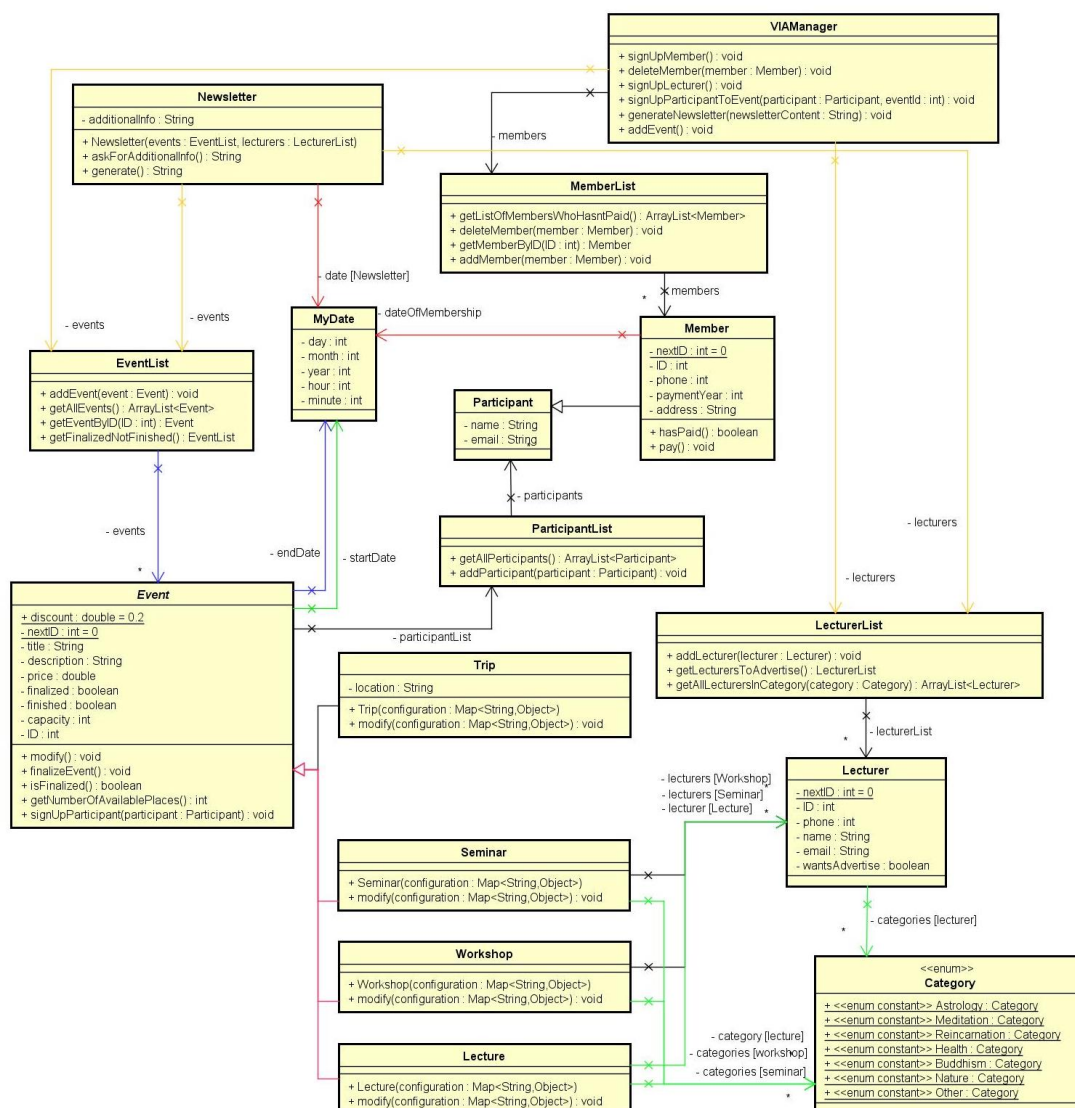 VIAManager
+ signUpMember() : void
+ deleteMember(member : Member) : void
+ signUpLecturer() : void
+ signUpParticipantToEvent(participant : Participant, eventId : int) : void
+ generateNewsletter(newsletterContent : String) : void
+ addEvent() : void
Newsletter
- additionalInfo : String
+ Newsletter(events : EventList, lecturers : LecturerList)
+ askForAdditionalInfo() : String
+ generate() : String
- members
MemberList
+ getListOfMembersWhoHasntPaid() : ArrayList<Member>
+ deleteMember(member : Member) : void
+ getMemberByID(ID : int) : Member
+ addMember(member : Member) : void
- date [Newsletter]
members
*
- dateOfMembership
MyDate
- day : int
- month : int
- year : int
- hour : int
- minute : int
Member
- nextID : int = 0
- ID : int
- phone : int
- paymentYear : int
- address : String
+ hasPaid() : boolean
+ pay() : void
- events
- events
EventList
+ addEvent(event : Event) : void
+ getAllEvents() : ArrayList<Event>
+ getEventByID(ID : int) : Event
+ getFinalizedNotFinished() : EventList
Participant
- name : String
- email : String
- participants
ParticipantList
+ getAllPerticipants() : ArrayList<Participant>
+ addParticipant(participant : Participant) : void
- events
*
- endDate
- startDate
- participantList
- lecturers
- lecturers
Event
+ discount : double = 0.2
- nextID : int = 0
- title : String
- description : String
- price : double
- finalized : boolean
- finished : boolean
- capacity : int
- ID : int
+ modify() : void
+ finalizeEvent() : void
+ isFinalized() : boolean
+ getNumberOfAvailablePlaces() : int
+ signUpParticipant(participant : Participant) : void
LecturerList
+ addLecturer(lecturer : Lecturer) : void
+ getLecturersToAdvertise() : LecturerList
+ getAllLecturersInCategory(category : Category) : ArrayList<Lecturer>
Trip
- location : String
+ Trip(configuration : Map<String,Object>)
+ modify(configuration : Map<String,Object>) : void
- lecturerList
*
Lecturer
- nextID : int = 0
- ID : int
- phone : int
- name : String
- email : String
- wantsAdvertise : boolean
- lecturers [Workshop]
*
- lecturers [Seminar]
- lecturer [Lecture]
*
Seminar
+ Seminar(configuration : Map<String,Object>)
+ modify(configuration : Map<String,Object>) : void
- categories [lecturer]
*
Workshop
+ Workshop(configuration : Map<String,Object>)
+ modify(configuration : Map<String,Object>) : void
<<enum>>
Category
+ <<enum constant>> Astrology : Category
+ <<enum constant>> Meditation : Category
+ <<enum constant>> Reincarnation : Category
+ <<enum constant>> Health : Category
+ <<enum constant>> Buddhism : Category
+ <<enum constant>> Nature : Category
+ <<enum constant>> Other : Category
- category [lecture]
- categories [workshop]
*
- categories [seminar]
*
Lecture
+ Lecture(configuration : Map<String,Object>)
+ modify(configuration : Map<String,Object>) : void